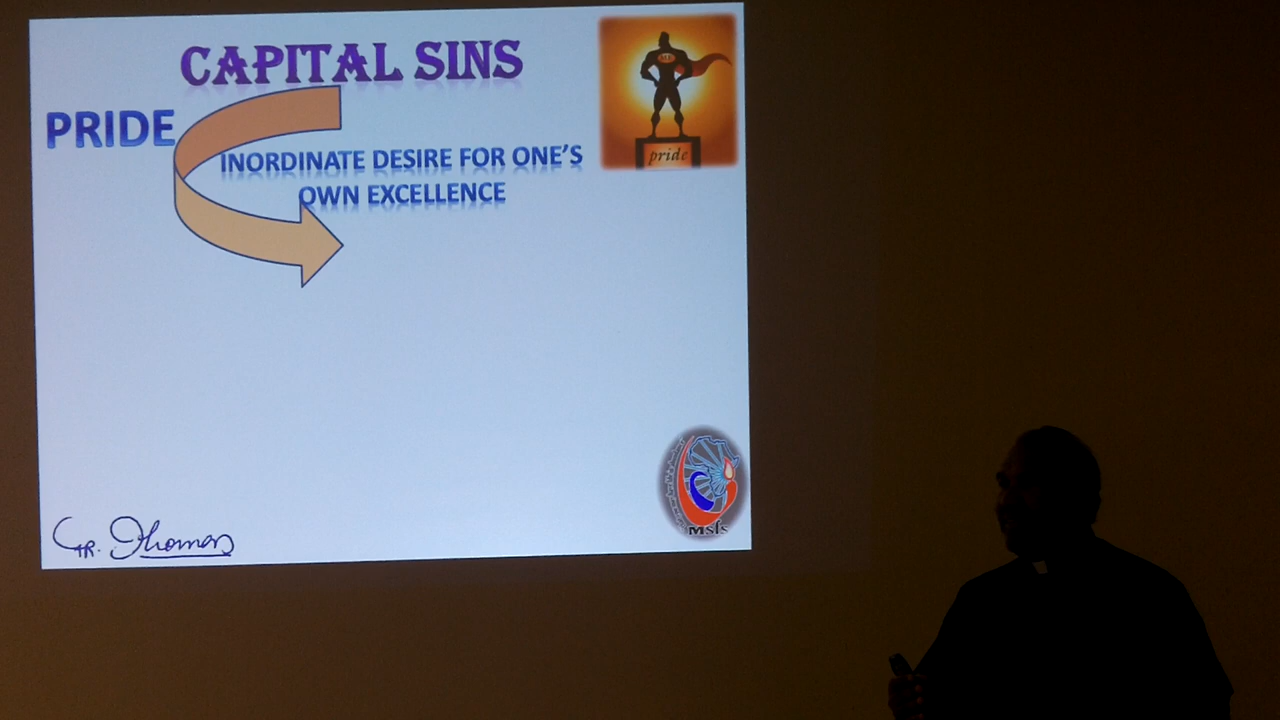 CAPITAL SINS
PRIDE
INORDINATE DESIRE FOR ONE'S
OWN EXCELLENCE
pride
Msfs
FR. Thomas